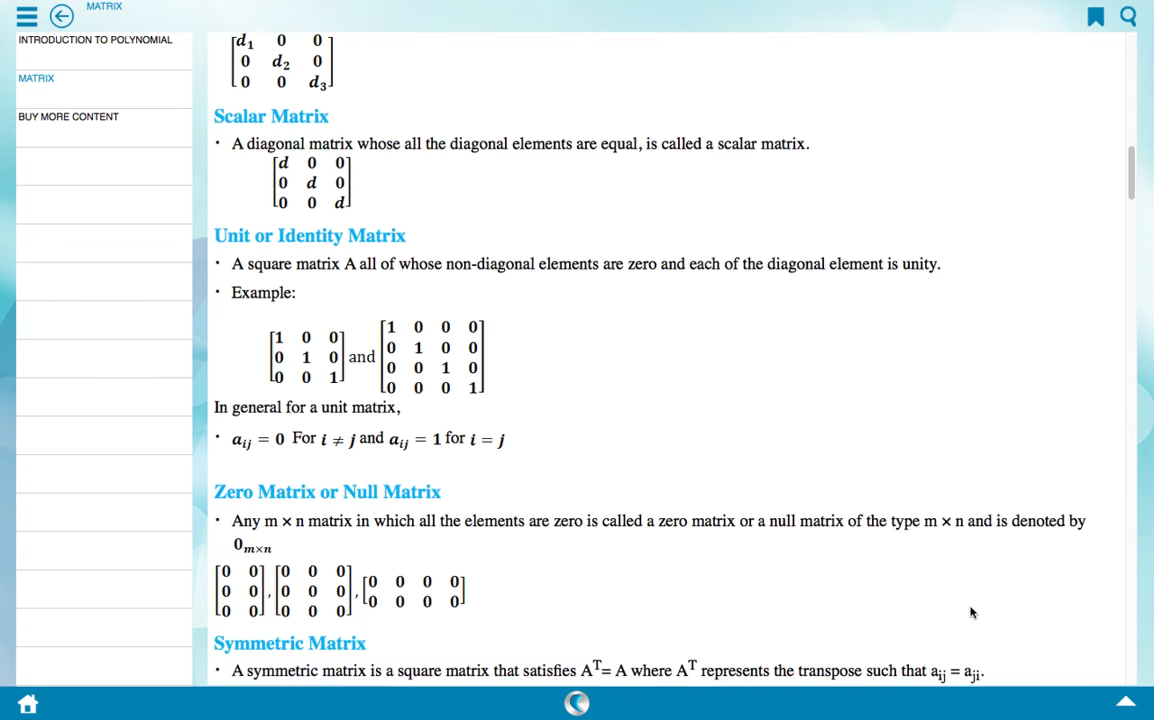 MATRIX
INTRODUCTION TO POLYNOMIAL
MATRIX
BUY MORE CONTENT
d₁ 0 0
0 d₂ 0
0 0 d₃
Scalar Matrix
· A diagonal matrix whose all the diagonal elements are equal, is called a scalar matrix.
d 0 0
0 d 0
0 0 d
Unit or Identity Matrix
· A square matrix A all of whose non-diagonal elements are zero and each of the diagonal element is unity.
· Example:
1 0 0
0 1 0
0 0 1
and
1 0 0 0
0 1 0 0
0 0 1 0
0 0 0 1
In general for a unit matrix,
· aᵢⱼ = 0 For i ≠ j and aᵢⱼ = 1 for i = j
Zero Matrix or Null Matrix
· Any m × n matrix in which all the elements are zero is called a zero matrix or a null matrix of the type m × n and is denoted by
0ₘ×ₙ
0 0
0 0
0 0
,
0 0 0
0 0 0
0 0 0
,
0 0 0 0
0 0 0 0
Symmetric Matrix
· A symmetric matrix is a square matrix that satisfies Aᵀ= A where Aᵀ represents the transpose such that aᵢⱼ = aⱼᵢ.